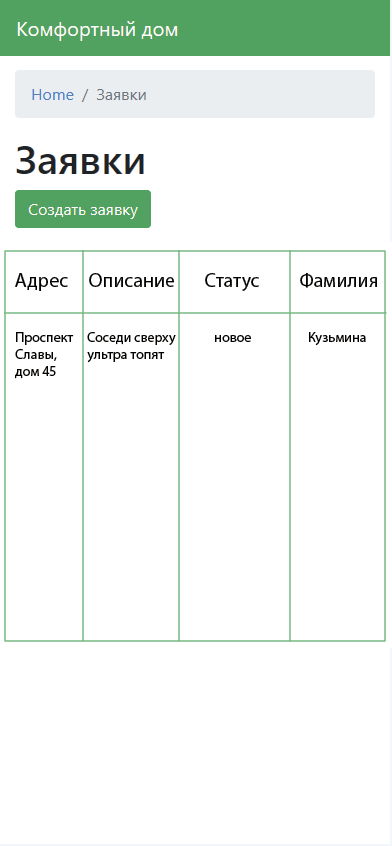 Комфортный дом
Home / Заявки
Заявки
Создать заявку
Адрес Описание Статус Фамилия
Проспект Славы, дом 45 Соседи сверху ультра топят новое Кузьмина